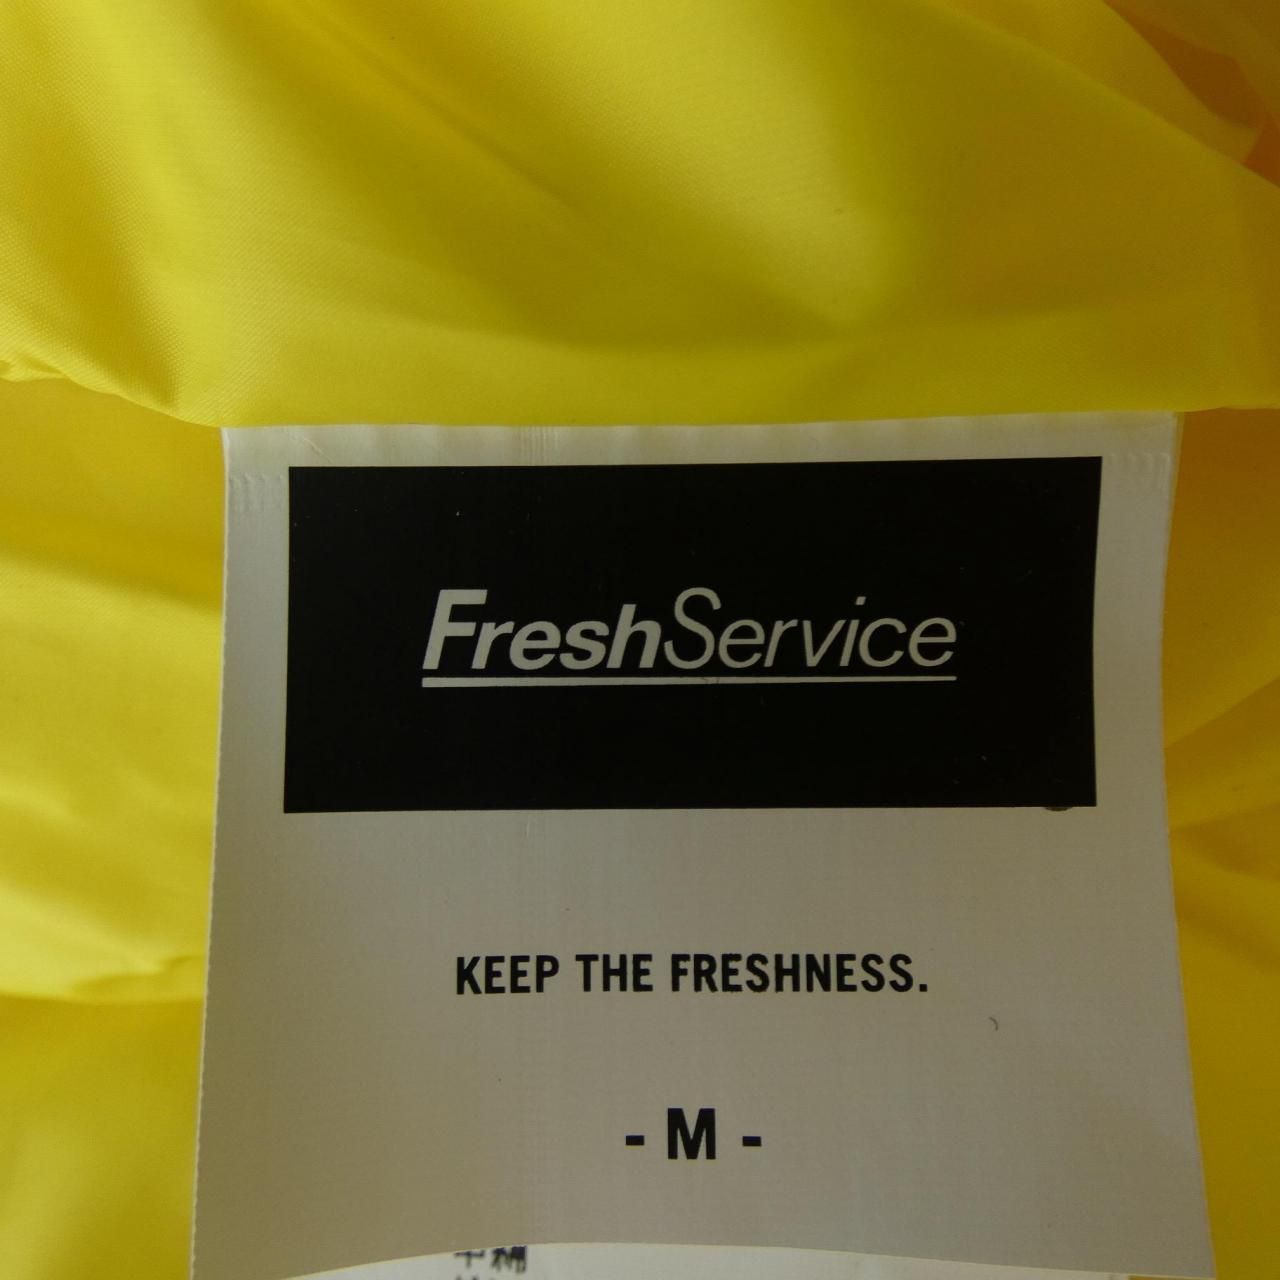 FreshService
KEEP THE FRESHNESS.
- M -